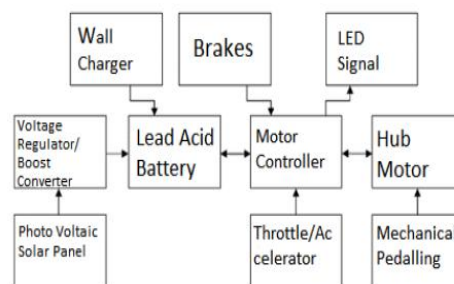 Wall
Charger
Brakes
LED
Signal
Voltage
Regulator/
Boost
Converter
Lead Acid
Battery
Motor
Controller
Hub
Motor
Photo Voltaic
Solar Panel
Throttle/Ac
celerator
Mechanical
Pedalling